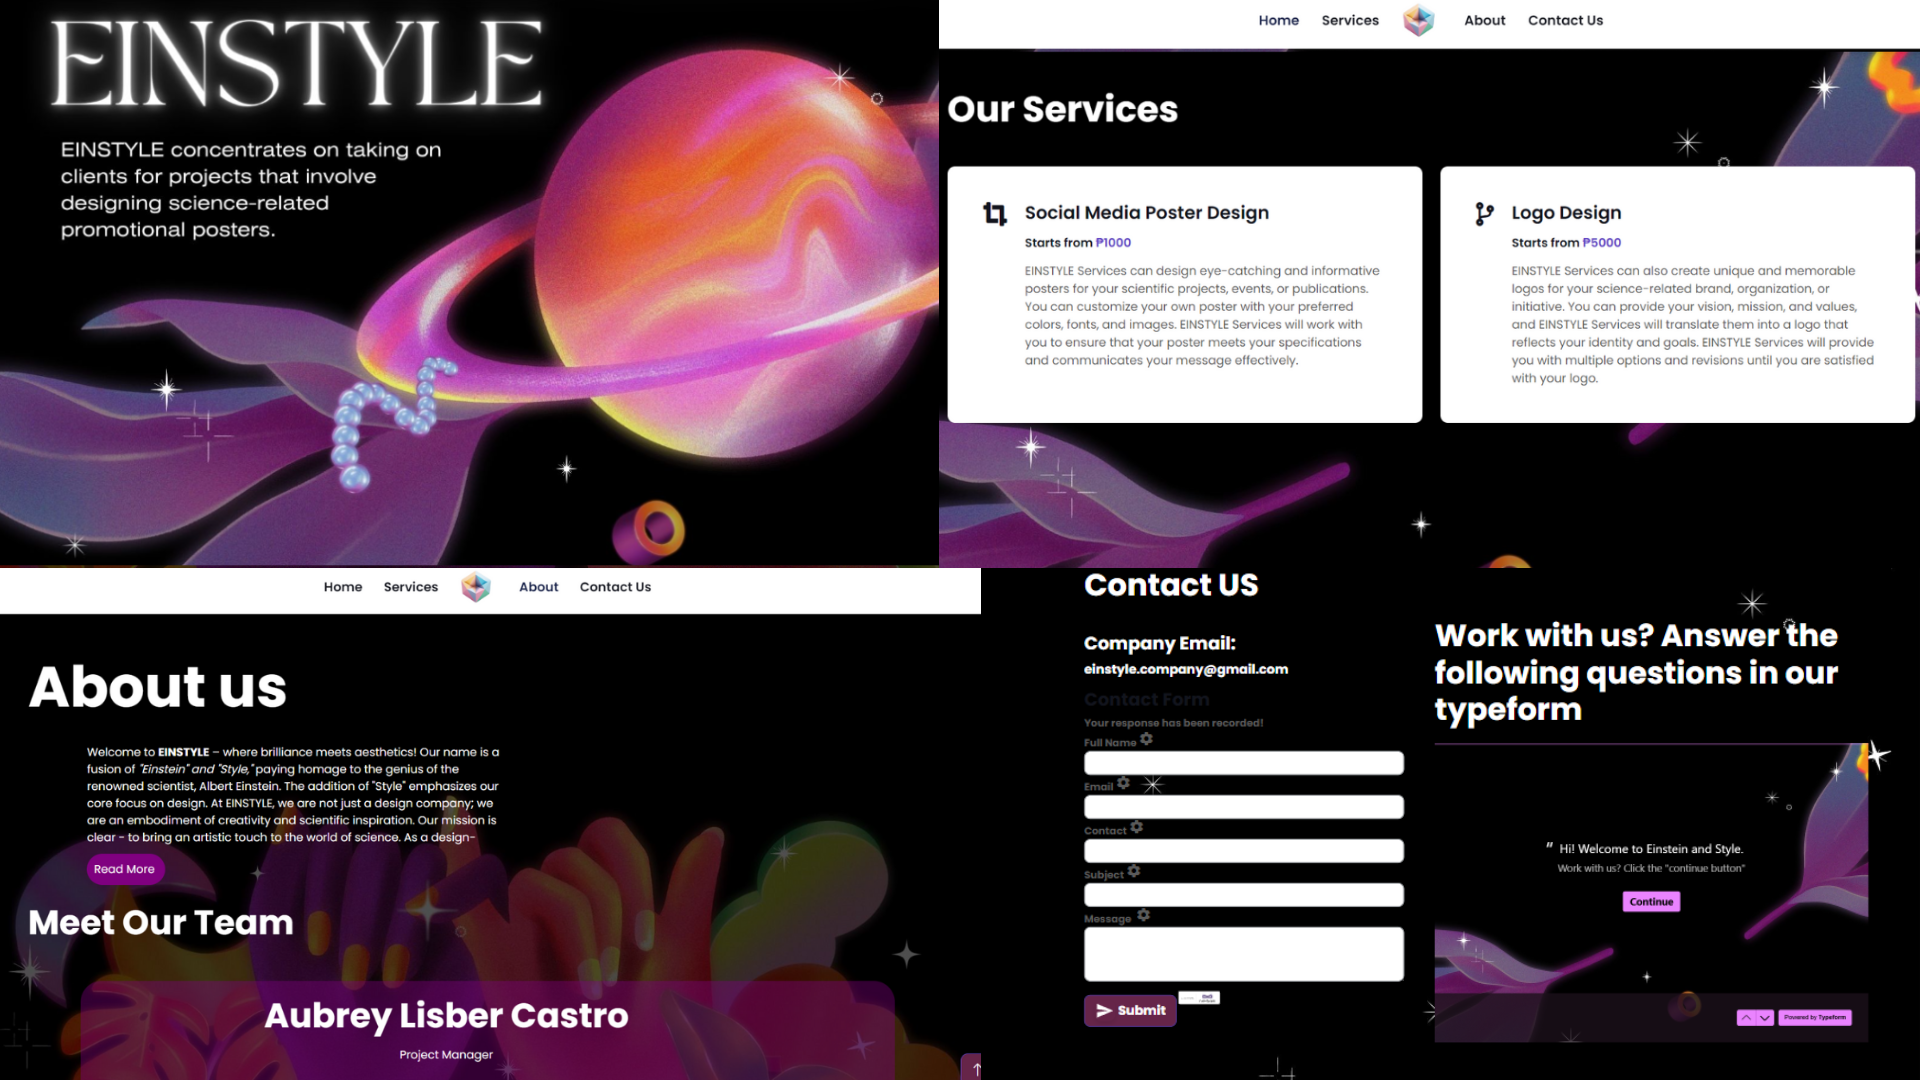 EINSTYLE
EINSTYLE concentrates on taking on
clients for projects that involve
designing science-related
promotional posters.
Home Services About Contact Us
Our Services
Social Media Poster Design
Starts from ₱1000
EINSTYLE Services can design eye-catching and informative
posters for your scientific projects, events, or publications.
You can customize your own poster with your preferred
colors, fonts, and images. EINSTYLE Services will work with
you to ensure that your poster meets your specifications
and communicates your message effectively.
Logo Design
Starts from ₱5000
EINSTYLE Services can also create unique and memorable
logos for your science-related brand, organization, or
initiative. You can provide your vision, mission, and values,
and EINSTYLE Services will translate them into a logo that
reflects your identity and goals. EINSTYLE Services will provide
you with multiple options and revisions until you are satisfied
with your logo.
Home Services About Contact Us
About us
Welcome to EINSTYLE – where brilliance meets aesthetics! Our name is a
fusion of "Einstein" and "Style," paying homage to the genius of the
renowned scientist, Albert Einstein. The addition of "Style" emphasizes our
core focus on design. At EINSTYLE, we are not just a design company; we
are an embodiment of creativity and scientific inspiration. Our mission is
clear - to bring an artistic touch to the world of science. As a design-
Read More
Meet Our Team
Aubrey Lisber Castro
Project Manager
Contact US
Company Email:
einstyle.company@gmail.com
Contact Form
Your response has been recorded!
Full Name
Email
Contact
Subject
Message
Submit
Work with us? Answer the
following questions in our
typeform
" Hi! Welcome to Einstein and Style.
Work with us? Click the "continue button"
Continue
Powered by Typeform